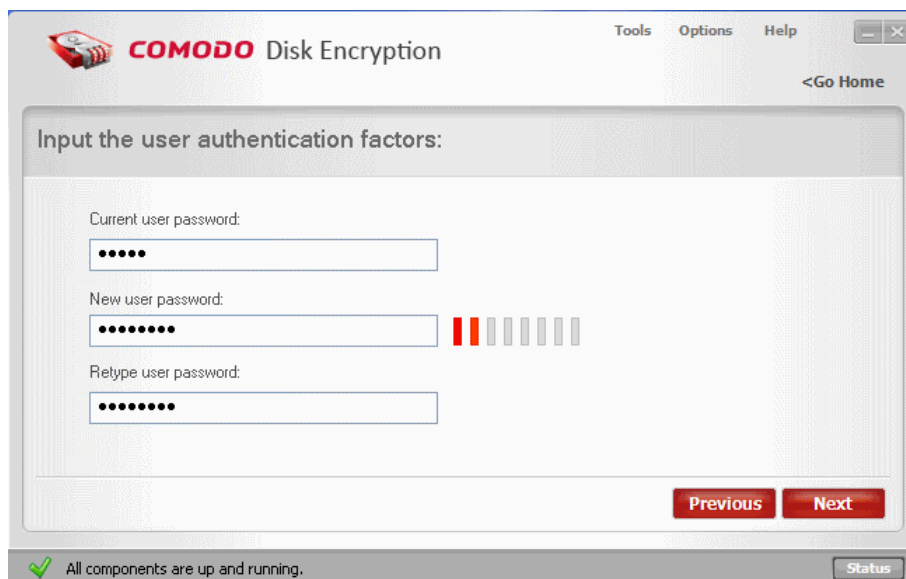 Tools Options Help
COMODO Disk Encryption
<Go Home
Input the user authentication factors:
Current user password:
•••••
New user password:
••••••••
Retype user password:
••••••••
Previous Next
All components are up and running.
Status